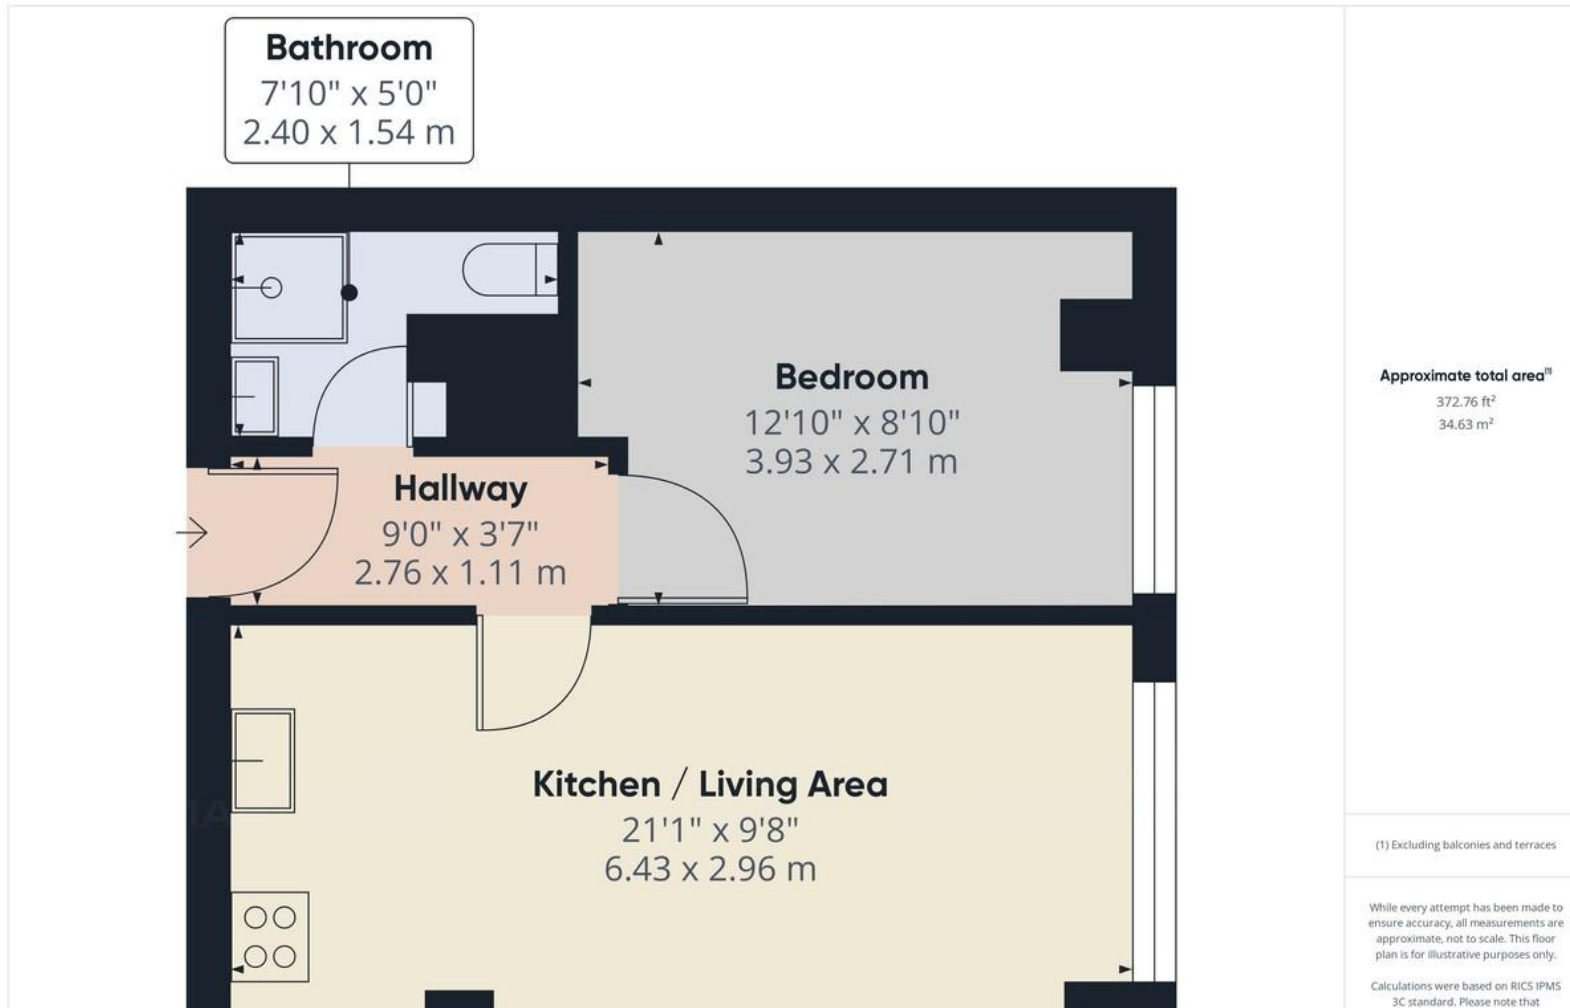 Bathroom
7'10" x 5'0"
2.40 x 1.54 m
Bedroom
12'10" x 8'10"
3.93 x 2.71 m
Hallway
9'0" x 3'7"
2.76 x 1.11 m
Kitchen / Living Area
21'1" x 9'8"
6.43 x 2.96 m
Approximate total area⁽¹⁾
372.76 ft²
34.63 m²
(1) Excluding balconies and terraces
While every attempt has been made to
ensure accuracy, all measurements are
approximate, not to scale. This floor
plan is for illustrative purposes only.
Calculations were based on RICS IPMS
3C standard. Please note that